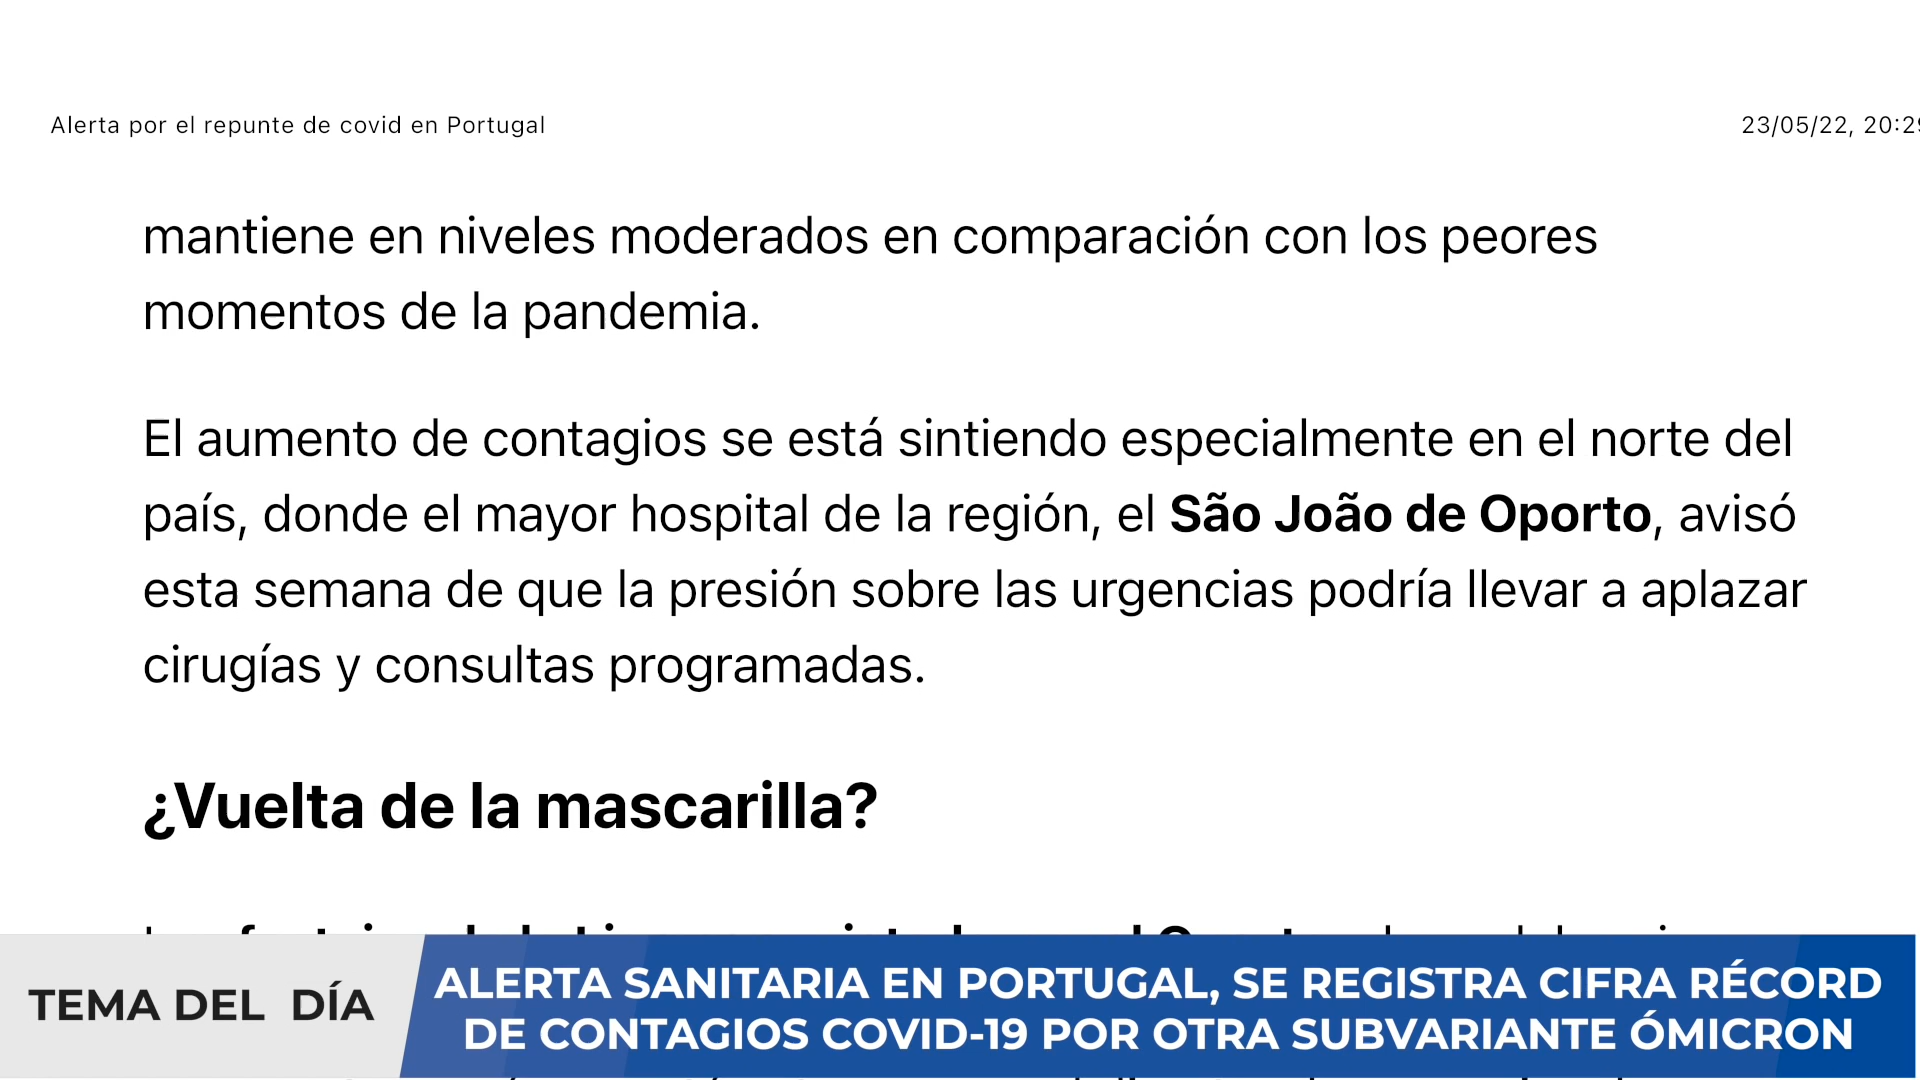 Alerta por el repunte de covid en Portugal
23/05/22, 20:29
mantiene en niveles moderados en comparación con los peores
momentos de la pandemia.
El aumento de contagios se está sintiendo especialmente en el norte del
país, donde el mayor hospital de la región, el São João de Oporto, avisó
esta semana de que la presión sobre las urgencias podría llevar a aplazar
cirugías y consultas programadas.
¿Vuelta de la mascarilla?
TEMA DEL DÍA
ALERTA SANITARIA EN PORTUGAL, SE REGISTRA CIFRA RÉCORD
DE CONTAGIOS COVID-19 POR OTRA SUBVARIANTE ÓMICRON